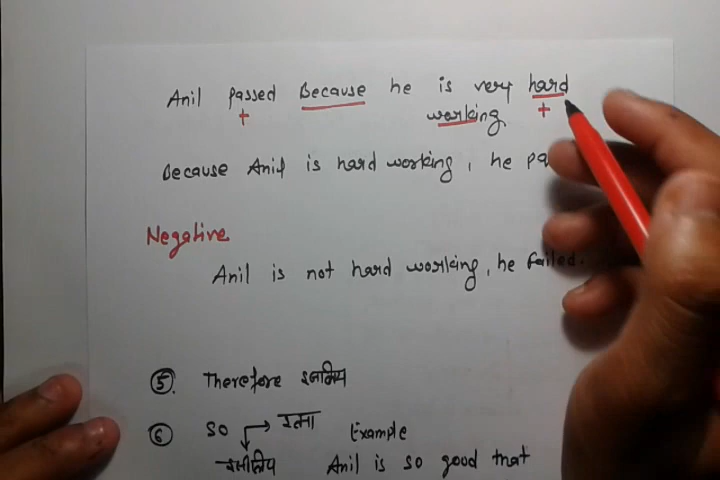 Anil passed Because he is very hard
+ working +
Because Anil is hard working, he
Negative
Anil is not hard working, he failed.
5. Therefore इसलिए
6 SO → इतना Example
इसलिए Anil is so good that